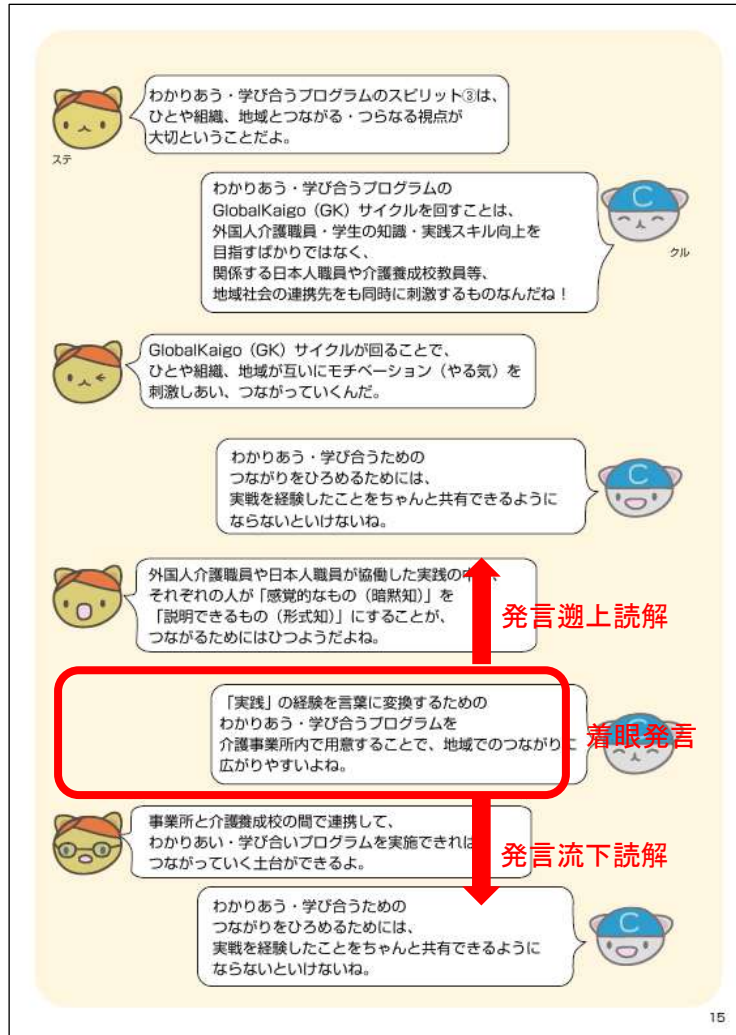 わかりあう・学び合うプログラムのスピリット③は、
ひとや組織、地域とつながる・つらなる視点が
大切ということだよ。
ステ
わかりあう・学び合うプログラムの
GlobalKaigo（GK）サイクルを回すことは、
外国人介護職員・学生の知識・実践スキル向上を
目指すばかりではなく、
関係する日本人職員や介護養成校教員等、
地域社会の連携先をも同時に刺激するものなんだね！
C
クル
GlobalKaigo（GK）サイクルが回ることで、
ひとや組織、地域が互いにモチベーション（やる気）を
刺激しあい、つながっていくんだ。
わかりあう・学び合うための
つながりをひろめるためには、
実戦を経験したことをちゃんと共有できるように
ならないといけないね。
C
外国人介護職員や日本人職員が協働した実践の
それぞれの人が「感覚的なもの（暗黙知）」を
「説明できるもの（形式知）」にすることが、
つながるためにはひつようだよね。
発言遡上読解
「実践」の経験を言葉に変換するための
わかりあう・学び合うプログラムを
介護事業所内で用意することで、地域でのつながりに
広がりやすいよね。
着眼発言
事業所と介護養成校の間で連携して、
わかりあい・学び合いプログラムを実施できれ
つながっていく土台ができるよ。
発言流下読解
わかりあう・学び合うための
つながりをひろめるためには、
実戦を経験したことをちゃんと共有できるように
ならないといけないね。
C
15